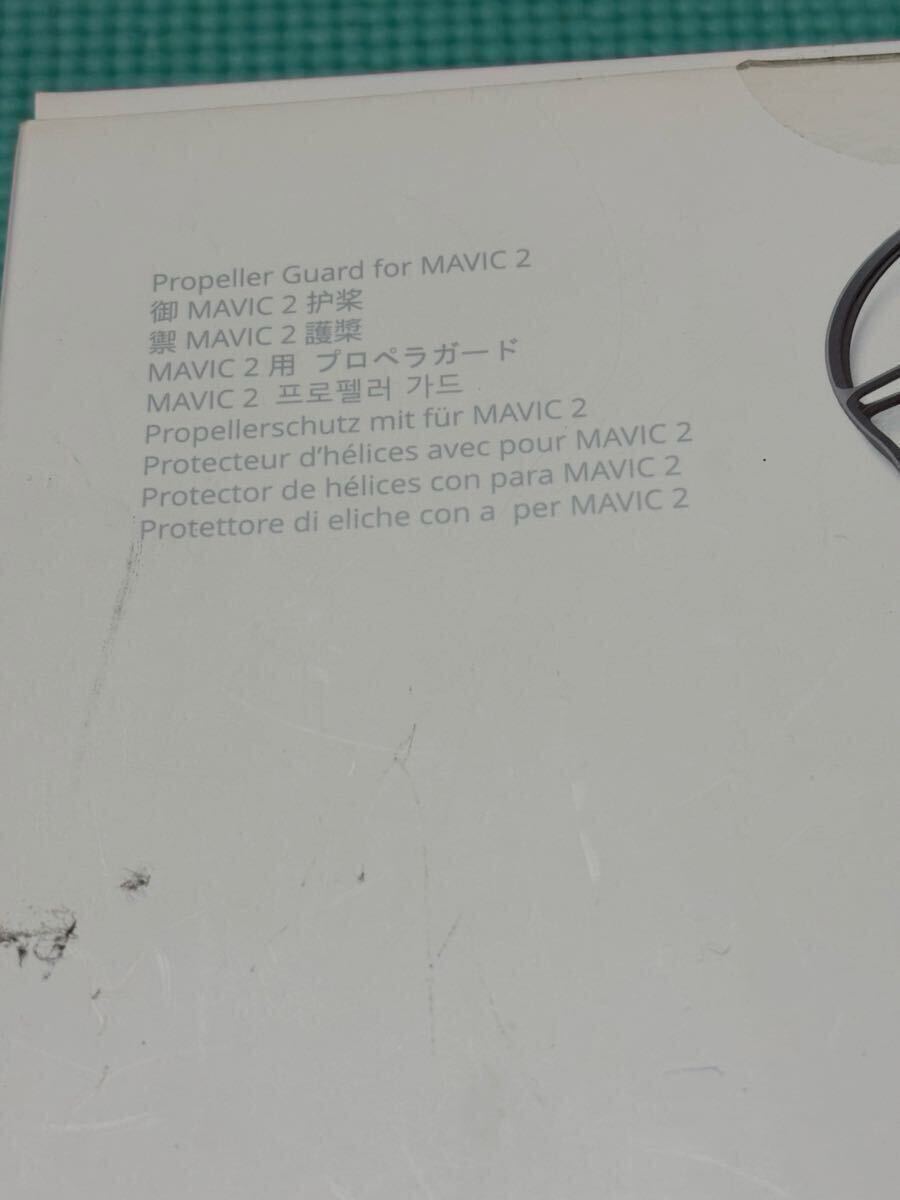 Propeller Guard for MAVIC 2
御 MAVIC 2 护桨
禦 MAVIC 2 護槳
MAVIC 2 用 プロペラガード
MAVIC 2 프로펠러 가드
Propellerschutz mit für MAVIC 2
Protecteur d'hélices avec pour MAVIC 2
Protector de hélices con para MAVIC 2
Protettore di eliche con a per MAVIC 2